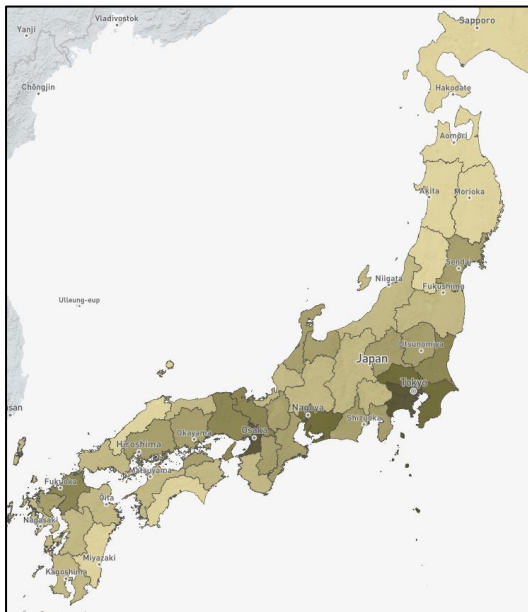 Vladivostok
Sapporo
Yanji
Chŏngjin
Hakodate
Aomori
Akita
Morioka
Sendai
Niigata
Fukushima
Ulleung-eup
Utsunomiya
Japan
Tokyo
Nagoya
Shizuoka
Okayama
Osaka
Hiroshima
Matsuyama
Fukuoka
Oita
Nagasaki
Miyazaki
Kagoshima